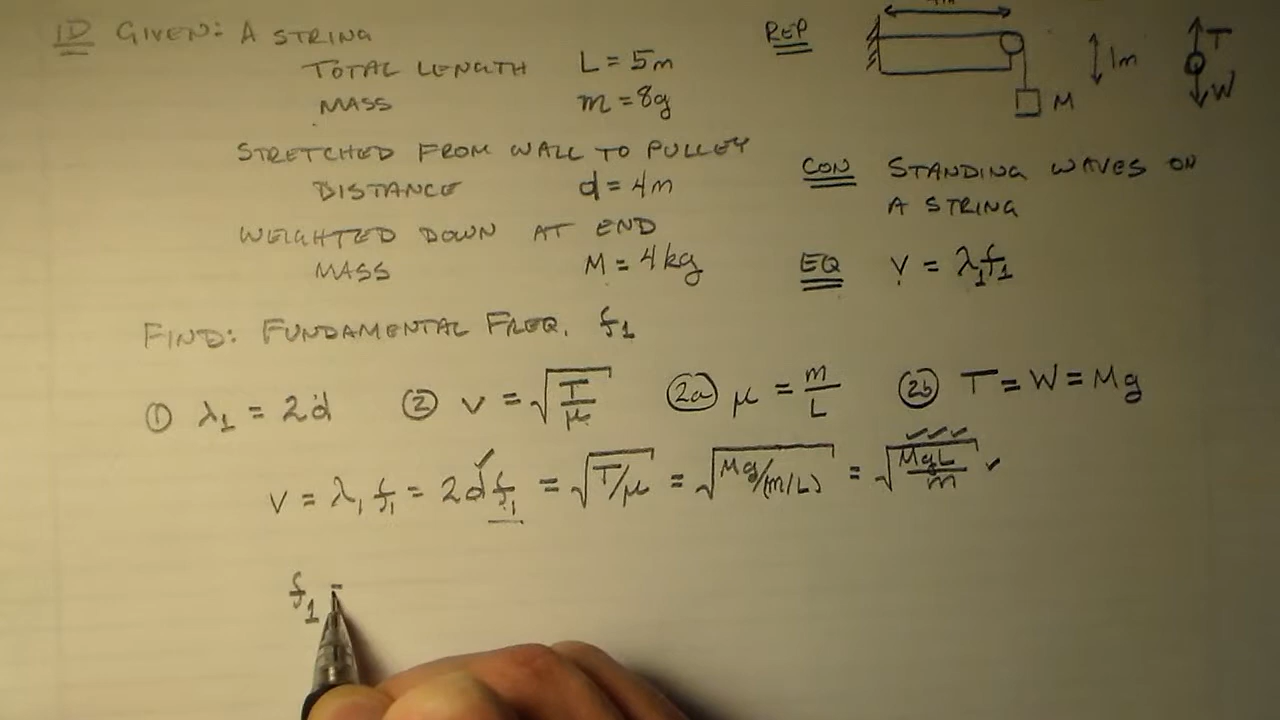 ID GIVEN: A STRING
TOTAL LENGTH L = 5m
MASS m = 8g
STRETCHED FROM WALL TO PULLEY
DISTANCE d = 4m
WEIGHTED DOWN AT END
MASS M = 4kg
FIND: FUNDAMENTAL FREQ. f₁
REP
1m
M
T
W
CON STANDING WAVES ON
A STRING
EQ v = λ₁f₁
① λ₁ = 2d ② v = √(T/μ) (2a) μ = m/L (2b) T = W = Mg
v = λ₁f₁ = 2df₁ = √(T/μ) = √(Mg/(m/L)) = √(MgL/m)
f₁ =